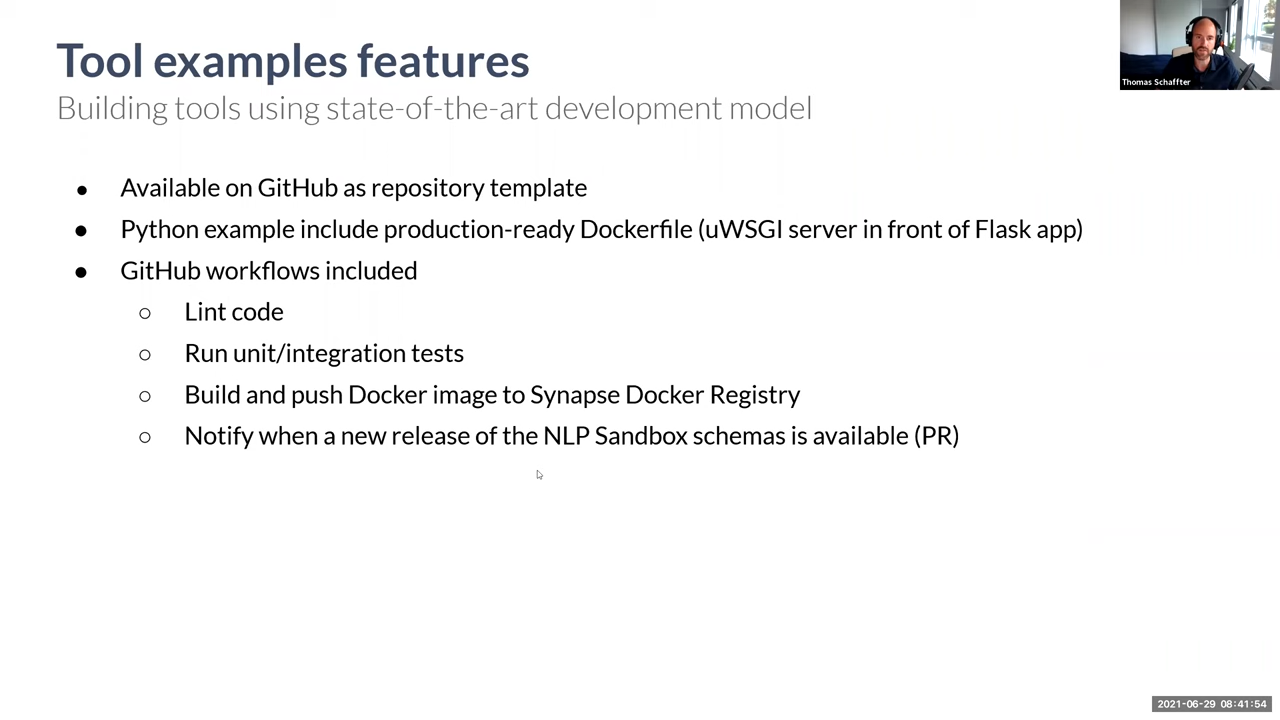 Tool examples features
Building tools using state-of-the-art development model
● Available on GitHub as repository template
● Python example include production-ready Dockerfile (uWSGI server in front of Flask app)
● GitHub workflows included
○ Lint code
○ Run unit/integration tests
○ Build and push Docker image to Synapse Docker Registry
○ Notify when a new release of the NLP Sandbox schemas is available (PR)
Thomas Schaffter
2021-06-29 08:41:54